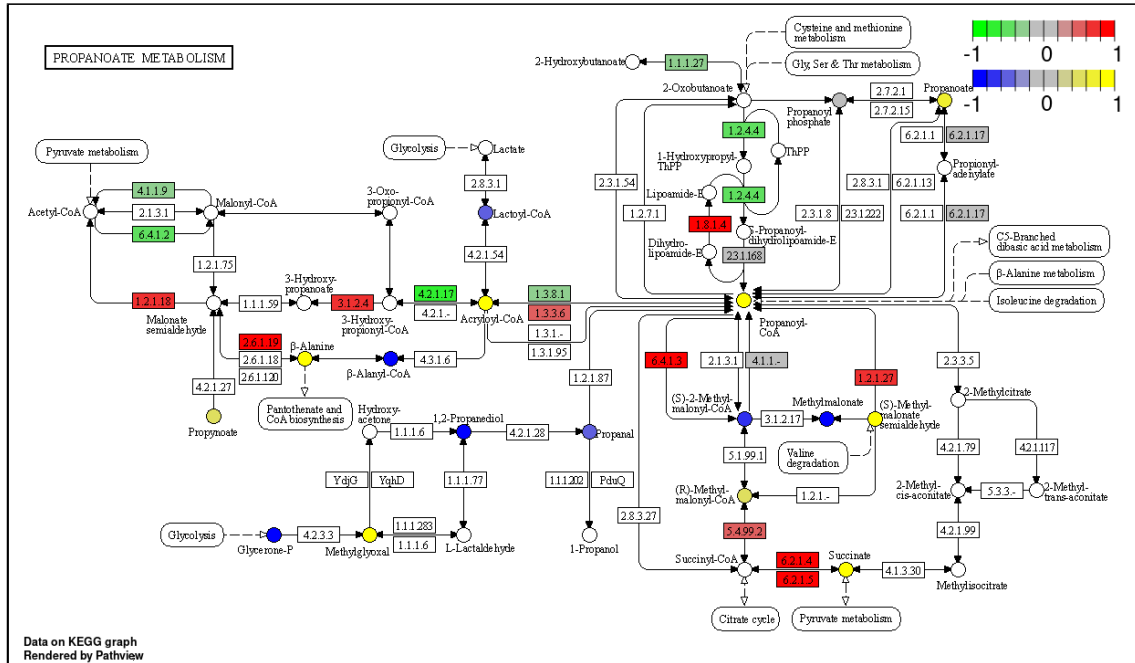 PROPANOATE METABOLISM
-1 0 1
-1 0 1
Cysteine and methionine
metabolism
Gly, Ser & Thr metabolism
2-Hydroxybutanoate
1.1.1.27
2-Oxobutanoate
Propanoyl
phosphate
2.7.2.1
2.7.2.15
Propanoate
6.2.1.1
6.2.1.17
Propionyl-
adenylate
6.2.1.1
6.2.1.17
1.2.4.4
ThPP
1-Hydroxypropyl-
ThPP
Lipoamide-E
1.2.4.4
1.8.1.4
Dihydro-
lipoamide-E
S-Propanoyl-
dihydrolipoamide-E
2.3.1.168
2.3.1.54
1.2.7.1
2.3.1.8
2.3.1.222
2.8.3.1
6.2.1.13
C5-Branched
dibasic acid metabolism
β-Alanine metabolism
Isoleucine degradation
Pyruvate metabolism
Glycolysis
Lactate
2.8.3.1
Lactoyl-CoA
4.2.1.54
Acetyl-CoA
4.1.1.9
2.1.3.1
6.4.1.2
Malonyl-CoA
3-Oxo-
propionyl-CoA
1.2.1.75
1.2.1.18
Malonate
semialdehyde
1.1.1.59
3-Hydroxy-
propanoate
3.1.2.4
3-Hydroxy-
propionyl-CoA
4.2.1.17
4.2.1.-
Acryloyl-CoA
1.3.8.1
1.3.3.6
1.3.1.-
1.3.1.95
Propanoyl-
CoA
2.6.1.19
2.6.1.18
2.6.1.120
β-Alanine
β-Alanyl-CoA
4.3.1.6
4.2.1.27
Propynoate
Pantothenate and
CoA biosynthesis
1.2.1.87
Hydroxy-
acetone
1.1.1.6
1,2-Propanediol
4.2.1.28
Propanal
YdjG
YqhD
1.1.1.77
1.1.1.202
PduQ
Glycolysis
Glycerone-P
4.2.3.3
Methylglyoxal
1.1.1.283
1.1.1.6
L-Lactaldehyde
1-Propanol
6.4.1.3
2.1.3.1
4.1.1.-
1.2.1.27
2.3.3.5
(S)-2-Methyl-
malonyl-CoA
3.1.2.17
Methylmalonate
(S)-Methyl-
malonate
semialdehyde
2-Methylcitrate
Valine
degradation
5.1.99.1
4.2.1.79
4.2.1.117
(R)-Methyl-
malonyl-CoA
1.2.1.-
2-Methyl-
cis-aconitate
5.3.3.-
2-Methyl-
trans-aconitate
2.8.3.27
5.4.99.2
4.2.1.99
Succinyl-CoA
6.2.1.4
6.2.1.5
Succinate
4.1.3.30
Methylisocitrate
Citrate cycle
Pyruvate metabolism
Data on KEGG graph
Rendered by Pathview